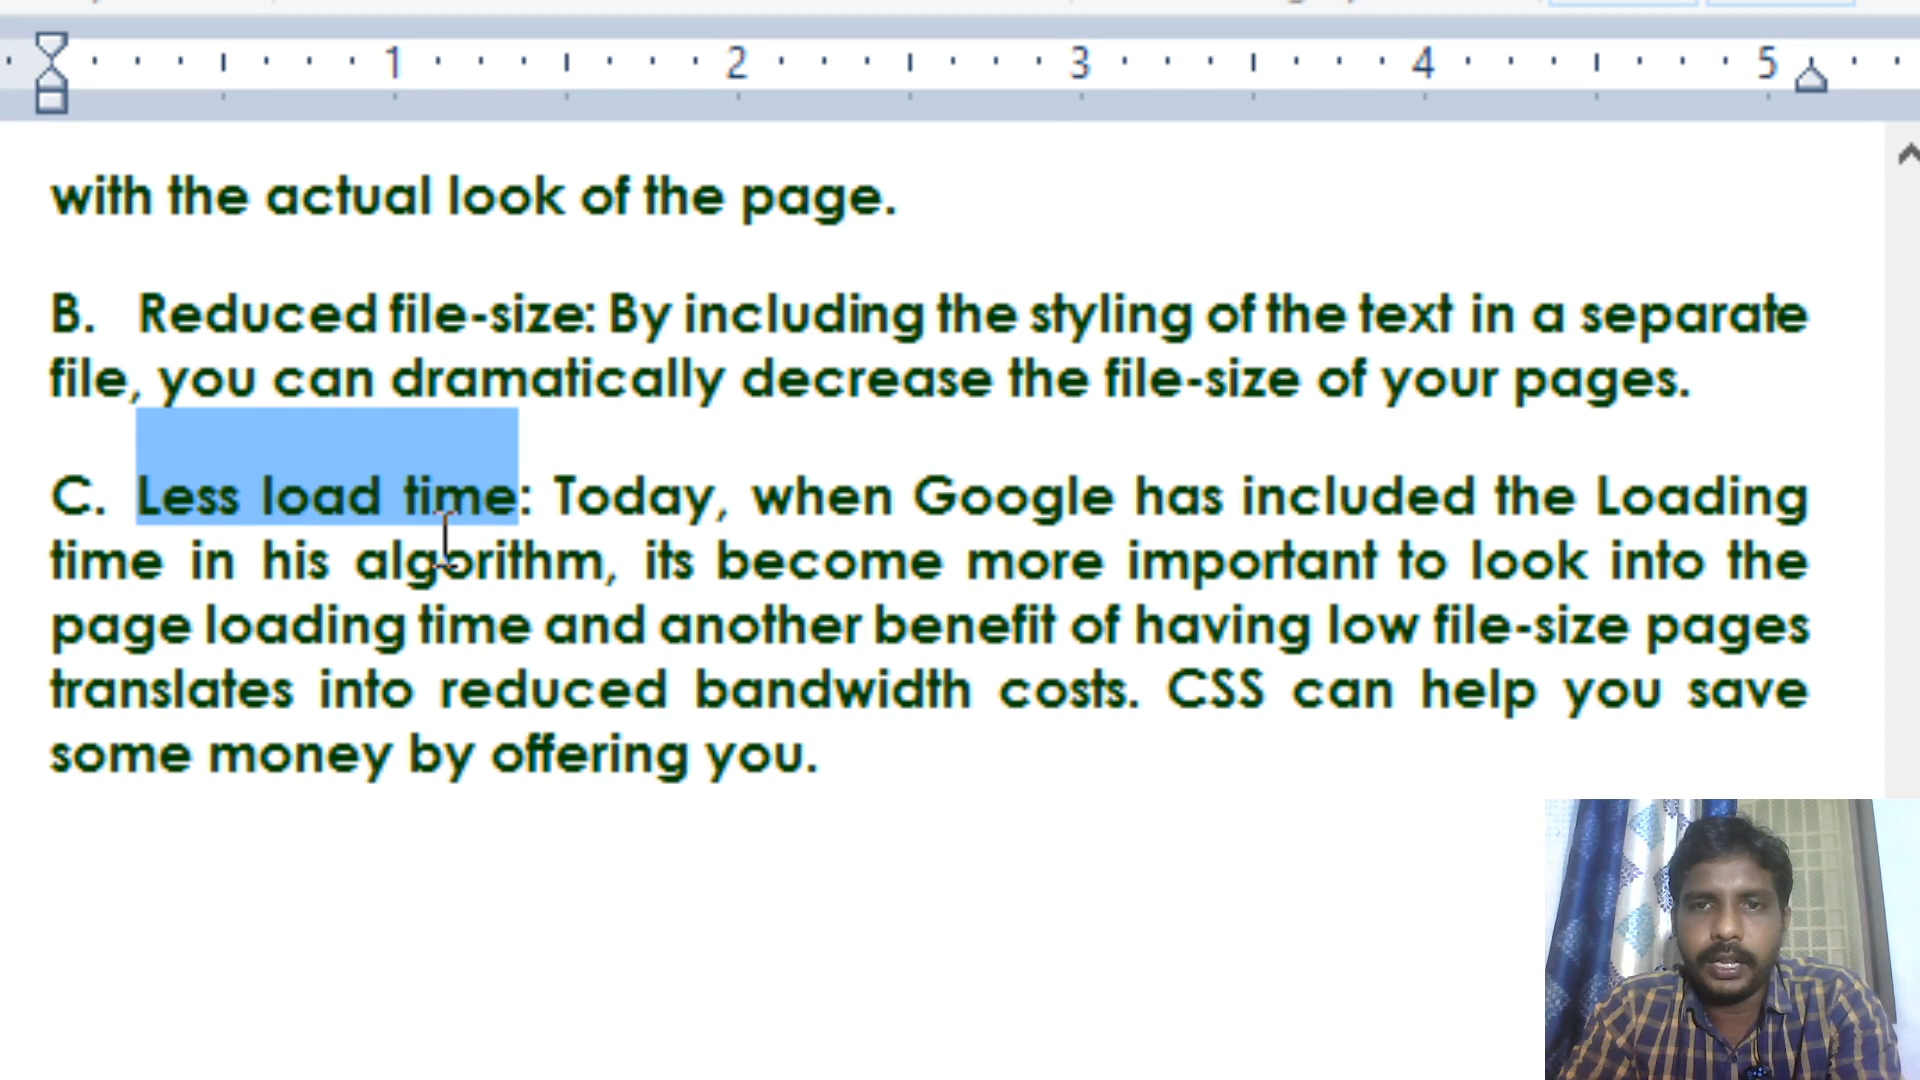 1 2 3 4 5
with the actual look of the page.
B. Reduced file-size: By including the styling of the text in a separate
file, you can dramatically decrease the file-size of your pages.
C. Less load time: Today, when Google has included the Loading
time in his algorithm, its become more important to look into the
page loading time and another benefit of having low file-size pages
translates into reduced bandwidth costs. CSS can help you save
some money by offering you.